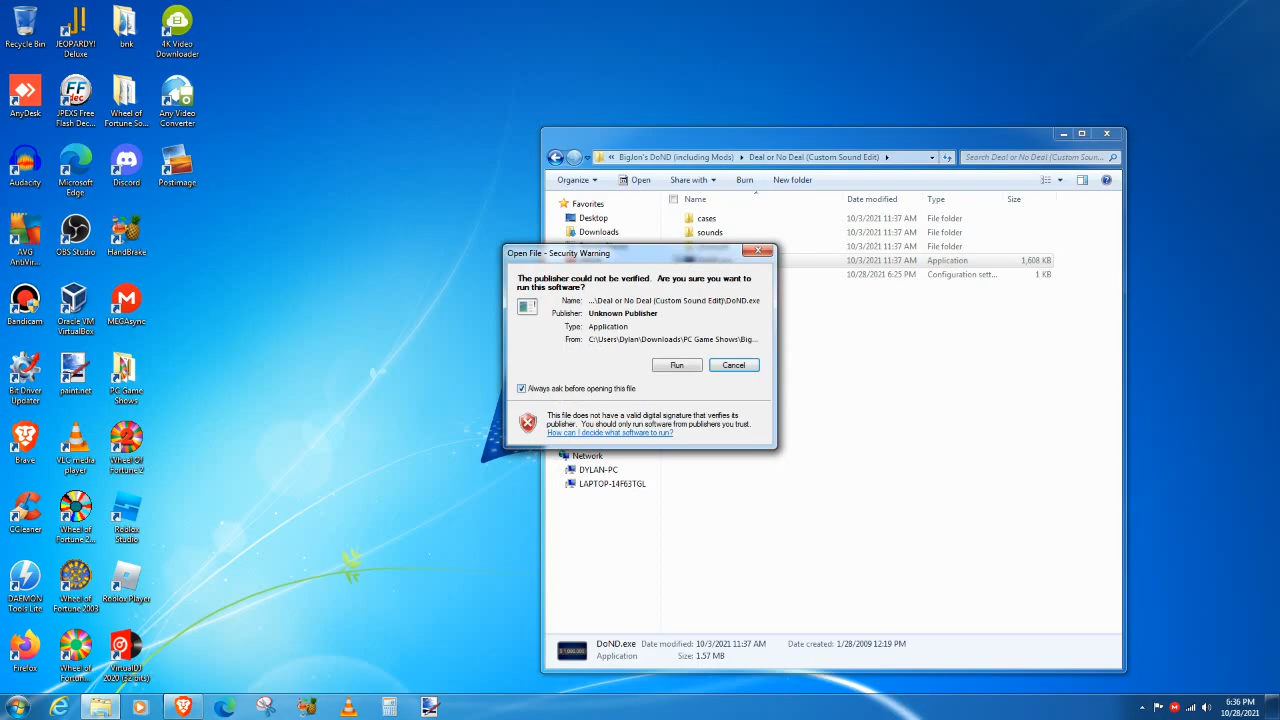 Recycle Bin
JEOPARDY! Deluxe
bnk
4K Video Downloader
AnyDesk
JPEXS Free Flash Dec...
Wheel of Fortune So...
Any Video Converter
Audacity
Microsoft Edge
Discord
Postimage
AVG AntiVir...
OBS Studio
HandBrake
Bandicam
Oracle VM VirtualBox
MEGAsync
Bit Driver Updater
paint.net
PC Game Shows
Brave
VLC media player
Wheel Of Fortune 2
CCleaner
Wheel of Fortune 2...
Roblox Studio
DAEMON Tools Lite
Wheel of Fortune 2003
Roblox Player
Firefox
Wheel of Fortun...
VirtualDJ 2020 (32 bits)
« BigJon's DoND (including Mods) ▸ Deal or No Deal (Custom Sound Edit) ▸
Search Deal or No Deal (Custom Soun...
Organize Open Share with Burn New folder
Name Date modified Type Size
Favorites
Desktop
Downloads
cases 10/3/2021 11:37 AM File folder
sounds 10/3/2021 11:37 AM File folder
10/3/2021 11:37 AM File folder
10/3/2021 11:37 AM Application 1,608 KB
10/28/2021 6:25 PM Configuration sett... 1 KB
Open File - Security Warning
The publisher could not be verified. Are you sure you want to
run this software?
Name: ...\Deal or No Deal (Custom Sound Edit)\DoND.exe
Publisher: Unknown Publisher
Type: Application
From: C:\Users\Dylan\Downloads\PC Game Shows\Big...
Run Cancel
Always ask before opening this file
This file does not have a valid digital signature that verifies its
publisher. You should only run software from publishers you trust.
How can I decide what software to run?
Network
DYLAN-PC
LAPTOP-14F63TGL
DoND.exe Date modified: 10/3/2021 11:37 AM Date created: 1/28/2009 12:19 PM
Application Size: 1.57 MB
6:36 PM
10/28/2021